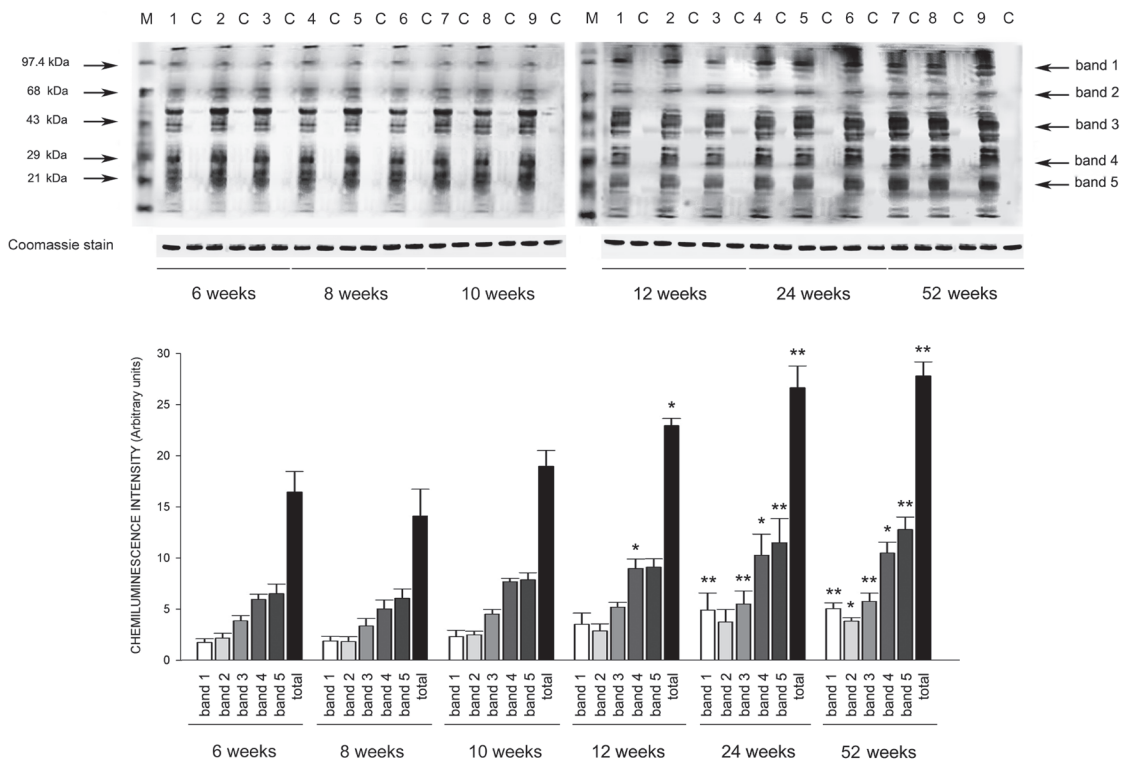 M 1 C 2 C 3 C 4 C 5 C 6 C 7 C 8 C 9 C
M 1 C 2 C 3 C 4 C 5 C 6 C 7 C 8 C 9 C
97.4 kDa
68 kDa
43 kDa
29 kDa
21 kDa
band 1
band 2
band 3
band 4
band 5
Coomassie stain
6 weeks 8 weeks 10 weeks 12 weeks 24 weeks 52 weeks
CHEMILUMINESCENCE INTENSITY (Arbitrary units)
30
25
20
15
10
5
0
*
*
**
**
*
**
**
**
*
**
*
**
**
band 1 band 2 band 3 band 4 band 5 total
band 1 band 2 band 3 band 4 band 5 total
band 1 band 2 band 3 band 4 band 5 total
band 1 band 2 band 3 band 4 band 5 total
band 1 band 2 band 3 band 4 band 5 total
band 1 band 2 band 3 band 4 band 5 total
6 weeks 8 weeks 10 weeks 12 weeks 24 weeks 52 weeks